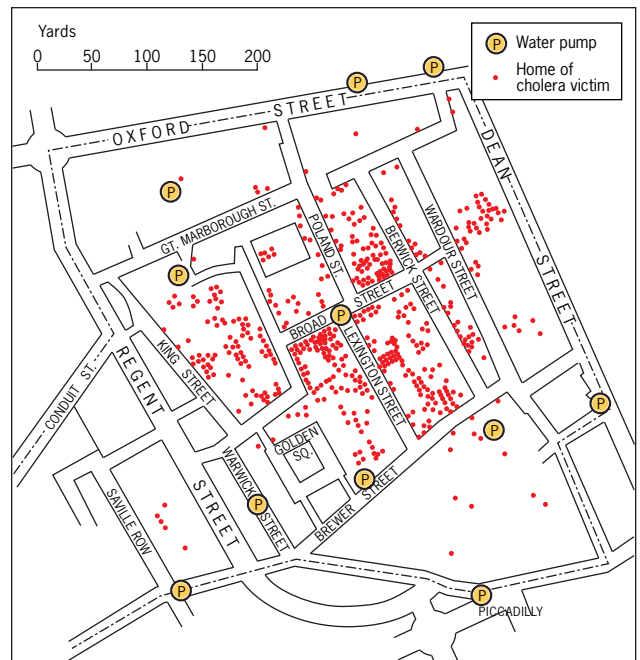 Yards
0 50 100 150 200
P Water pump
Home of
cholera victim
OXFORD STREET
DEAN STREET
P
P
P
GT. MARBOROUGH ST.
POLAND ST.
BERWICK STREET
WARDOUR STREET
P
BROAD STREET
P
LEXINGTON STREET
KING STREET
REGENT STREET
CONDUIT ST.
P
P
GOLDEN
SQ.
WARWICK STREET
P
BREWER STREET
P
SAVILLE ROW
P
P
PICCADILLY